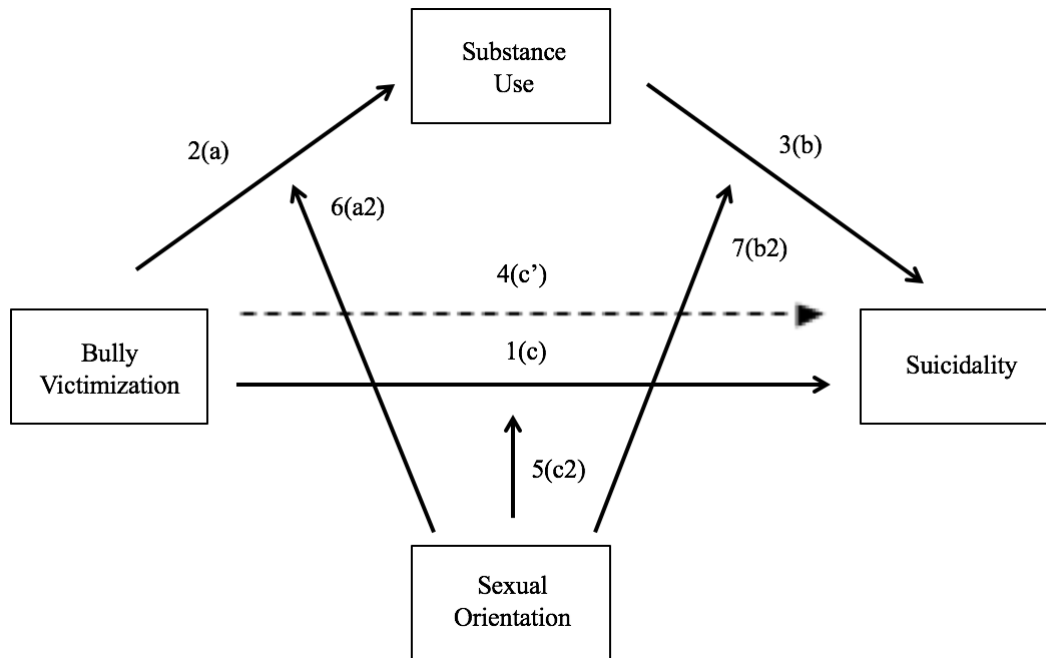 Substance
Use
2(a)
3(b)
6(a2)
7(b2)
4(c’)
1(c)
Bully
Victimization
Suicidality
5(c2)
Sexual
Orientation